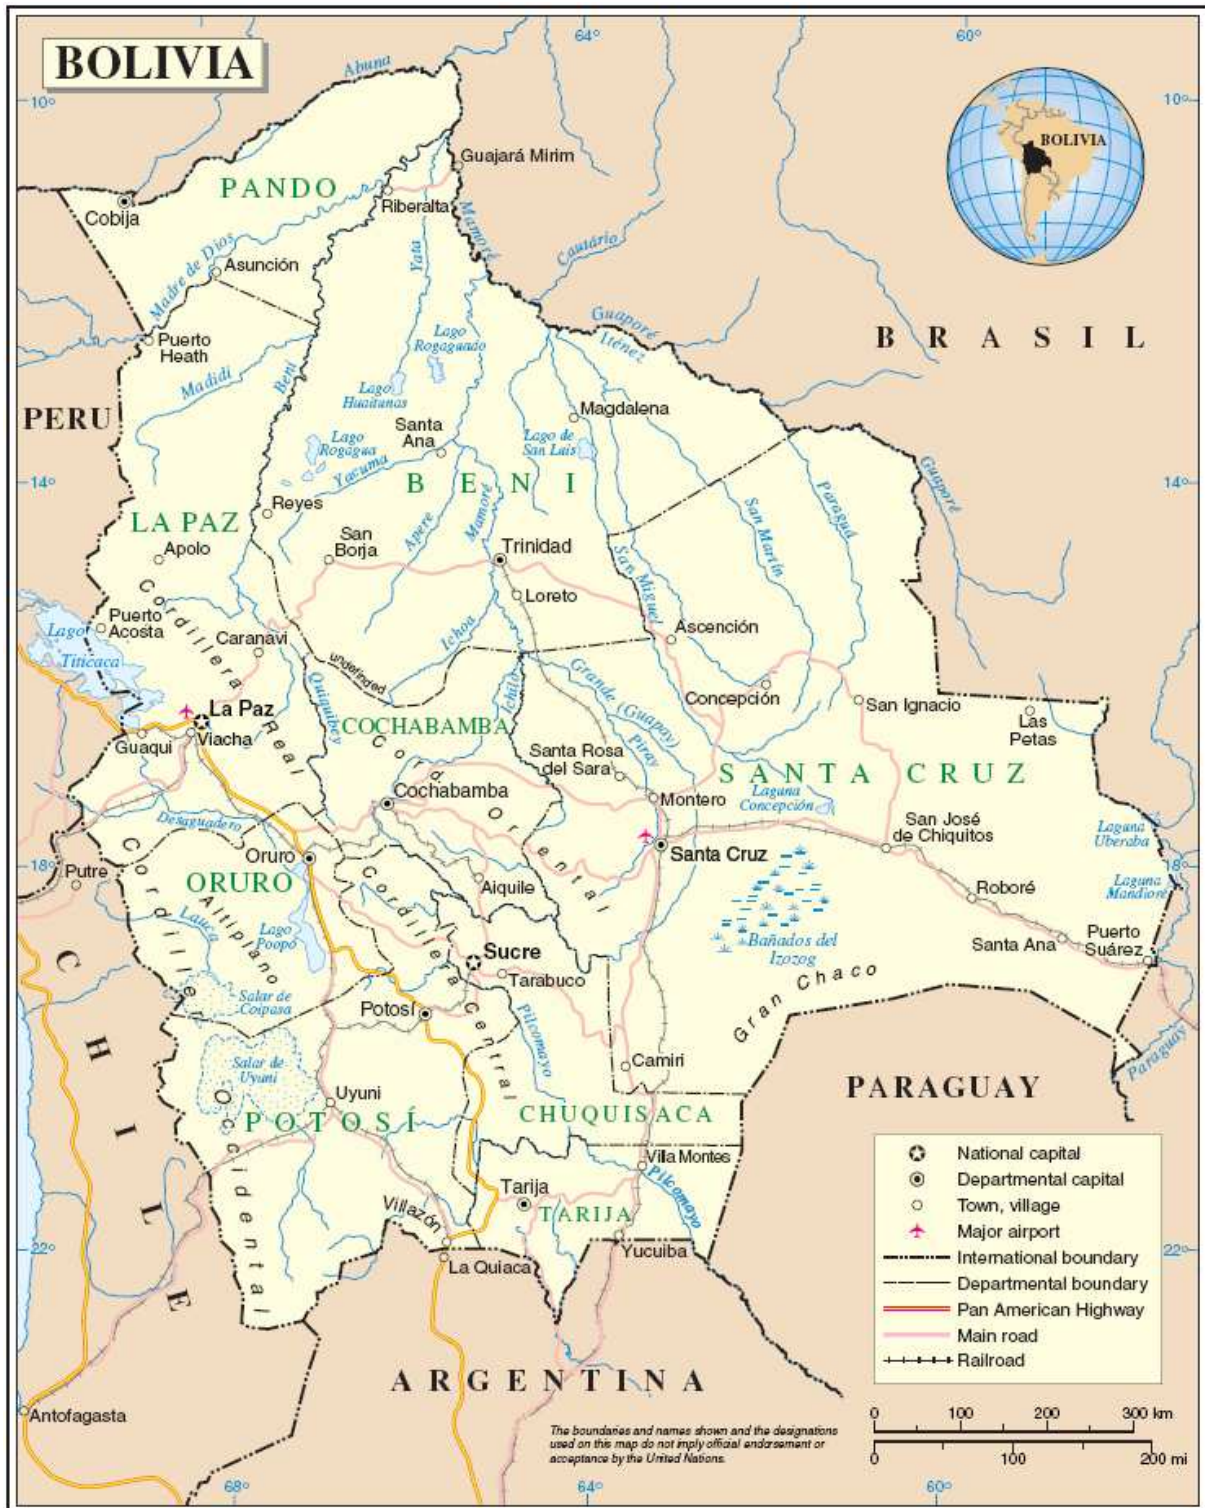 64°
60°
BOLIVIA
Abuna
10°
10°
BOLIVIA
Guajará Mirim
PANDO
Cobija
Riberalta
Mamoré
Yata
Cautário
Madre de Dios
Asunción
Guaporé
Iténez
BRASIL
Puerto
Heath
Lago
Rogaguado
Madidi
Beni
Lago
Huaitunas
PERU
Magdalena
Santa
Ana
Lago
Rogagua
Lago de
San Luis
Yacuma
BENI
14°
14°
Guaporé
Paraguá
San Martín
Reyes
Mamoré
Apere
LA PAZ
San
Borja
Trinidad
Apolo
San Miguel
Loreto
Puerto
Acosta
Cordillera Real
Caranavi
Ichoa
Ascención
Lago
Titicaca
undefinged
Quiquibey
Ichilo
Grande (Guapay)
Piray
Concepción
San Ignacio
Las
Petas
La Paz
COCHABAMBA
Guaqui
Viacha
Cord. Oriental
Santa Rosa
del Sara
SANTA CRUZ
Cochabamba
Montero
Laguna
Concepción
Desaguadero
San José
de Chiquitos
Laguna
Uberaba
Oruro
Santa Cruz
18°
18°
Putre
ORURO
Aiquile
Laguna
Mandioré
Roboré
Altiplano
Lauca
Lago
Poopó
Cordillera Central
Santa Ana
Puerto
Suárez
Bañados del
Izozog
Sucre
Tarabuco
Gran Chaco
Salar de
Coipasa
Potosí
Pilcomayo
CHILE
Salar de
Uyuni
Camiri
Paraguay
PARAGUAY
Uyuni
POTOSÍ
CHUQUISACA
Cordillera Occidental
Villa Montes
Pilcomayo
Tarija
TARIJA
Villazón
Yucuiba
22°
22°
La Quiaca
National capital
Departmental capital
Town, village
Major airport
International boundary
Departmental boundary
Pan American Highway
Main road
Railroad
ARGENTINA
Antofagasta
0 100 200 300 km
0 100 200 mi
The boundaries and names shown and the designations
used on this map do not imply official endorsement or
acceptance by the United Nations.
68°
64°
60°